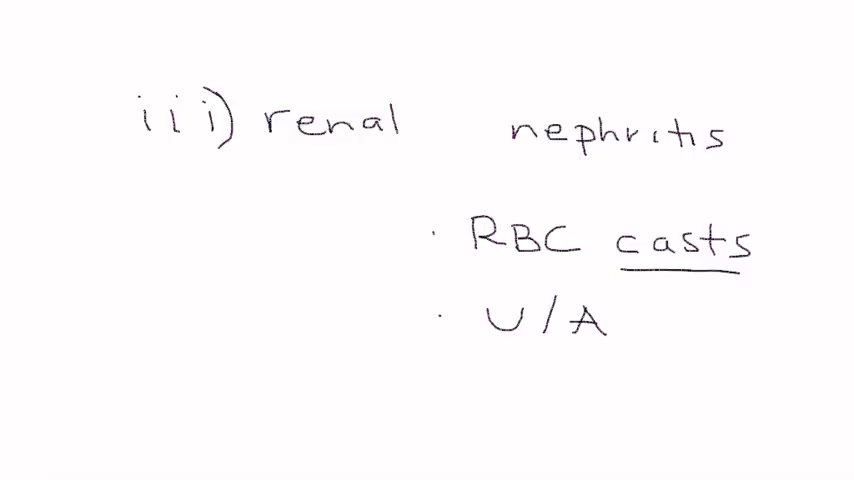 iii) renal nephritis
· RBC casts
· U/A